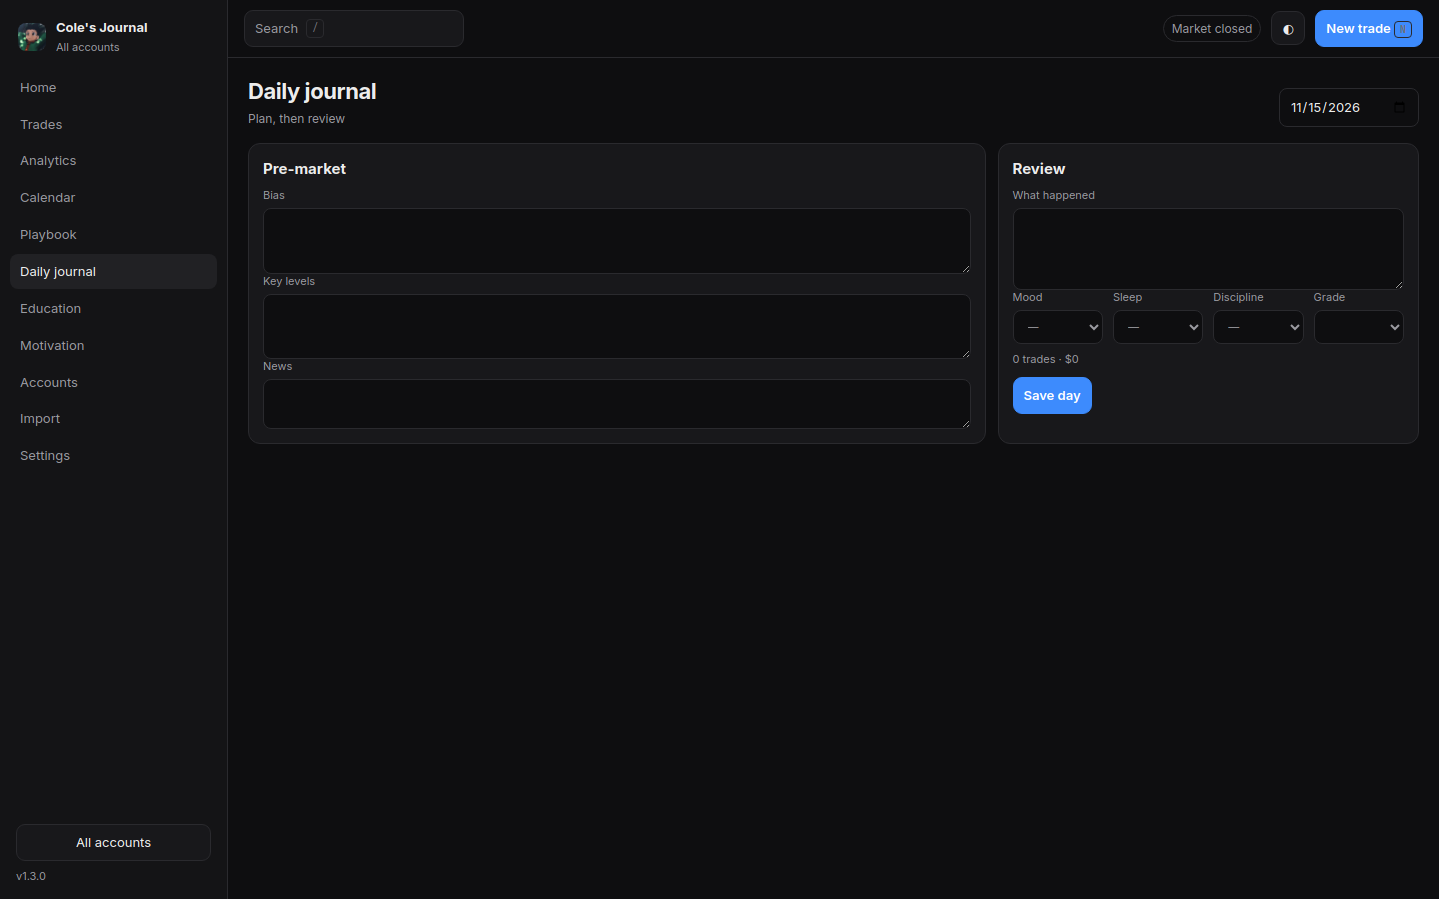 Cole's Journal
All accounts
Home
Trades
Analytics
Calendar
Playbook
Daily journal
Education
Motivation
Accounts
Import
Settings
All accounts
v1.3.0
Search /
Market closed
New trade
Daily journal
Plan, then review
11/15/2026
Pre-market
Bias
Key levels
News
Review
What happened
Mood Sleep Discipline Grade
— — —
0 trades · $0
Save day